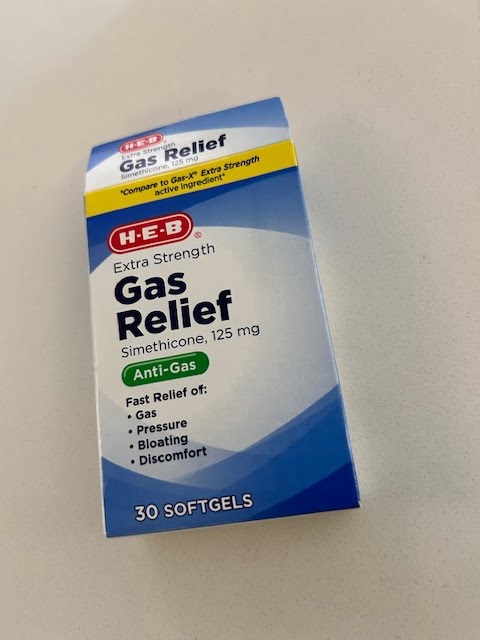 H-E-B®
Extra Strength
Gas Relief
Simethicone, 125 mg
*Compare to Gas-X® Extra Strength
active ingredient*
H-E-B®
Extra Strength
Gas
Relief
Simethicone, 125 mg
Anti-Gas
Fast Relief of:
• Gas
• Pressure
• Bloating
• Discomfort
30 SOFTGELS